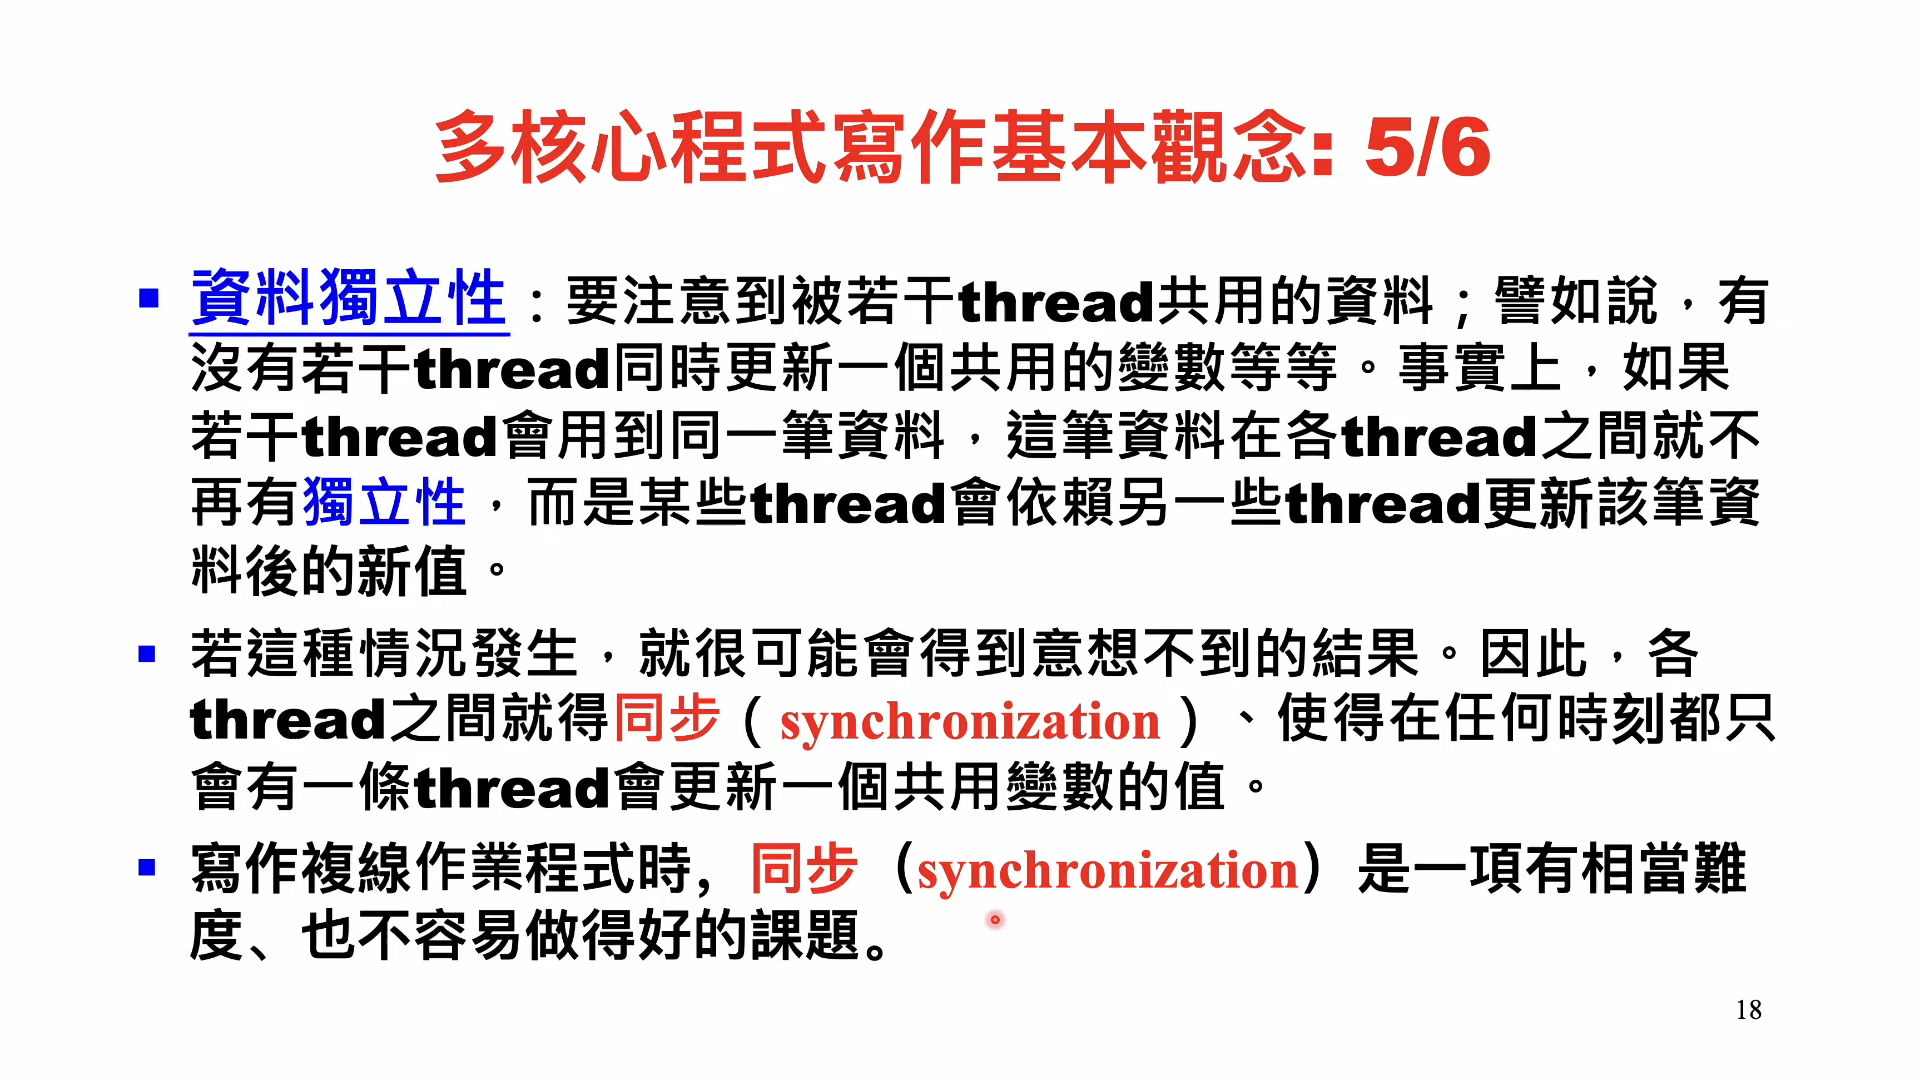 多核心程式寫作基本觀念: 5/6
▪ 資料獨立性：要注意到被若干thread共用的資料；譬如說，有
沒有若干thread同時更新一個共用的變數等等。事實上，如果
若干thread會用到同一筆資料，這筆資料在各thread之間就不
再有獨立性，而是某些thread會依賴另一些thread更新該筆資
料後的新值。
▪ 若這種情況發生，就很可能會得到意想不到的結果。因此，各
thread之間就得同步（synchronization）、使得在任何時刻都只
會有一條thread會更新一個共用變數的值。
▪ 寫作複線作業程式時，同步（synchronization）是一項有相當難
度、也不容易做得好的課題。
18